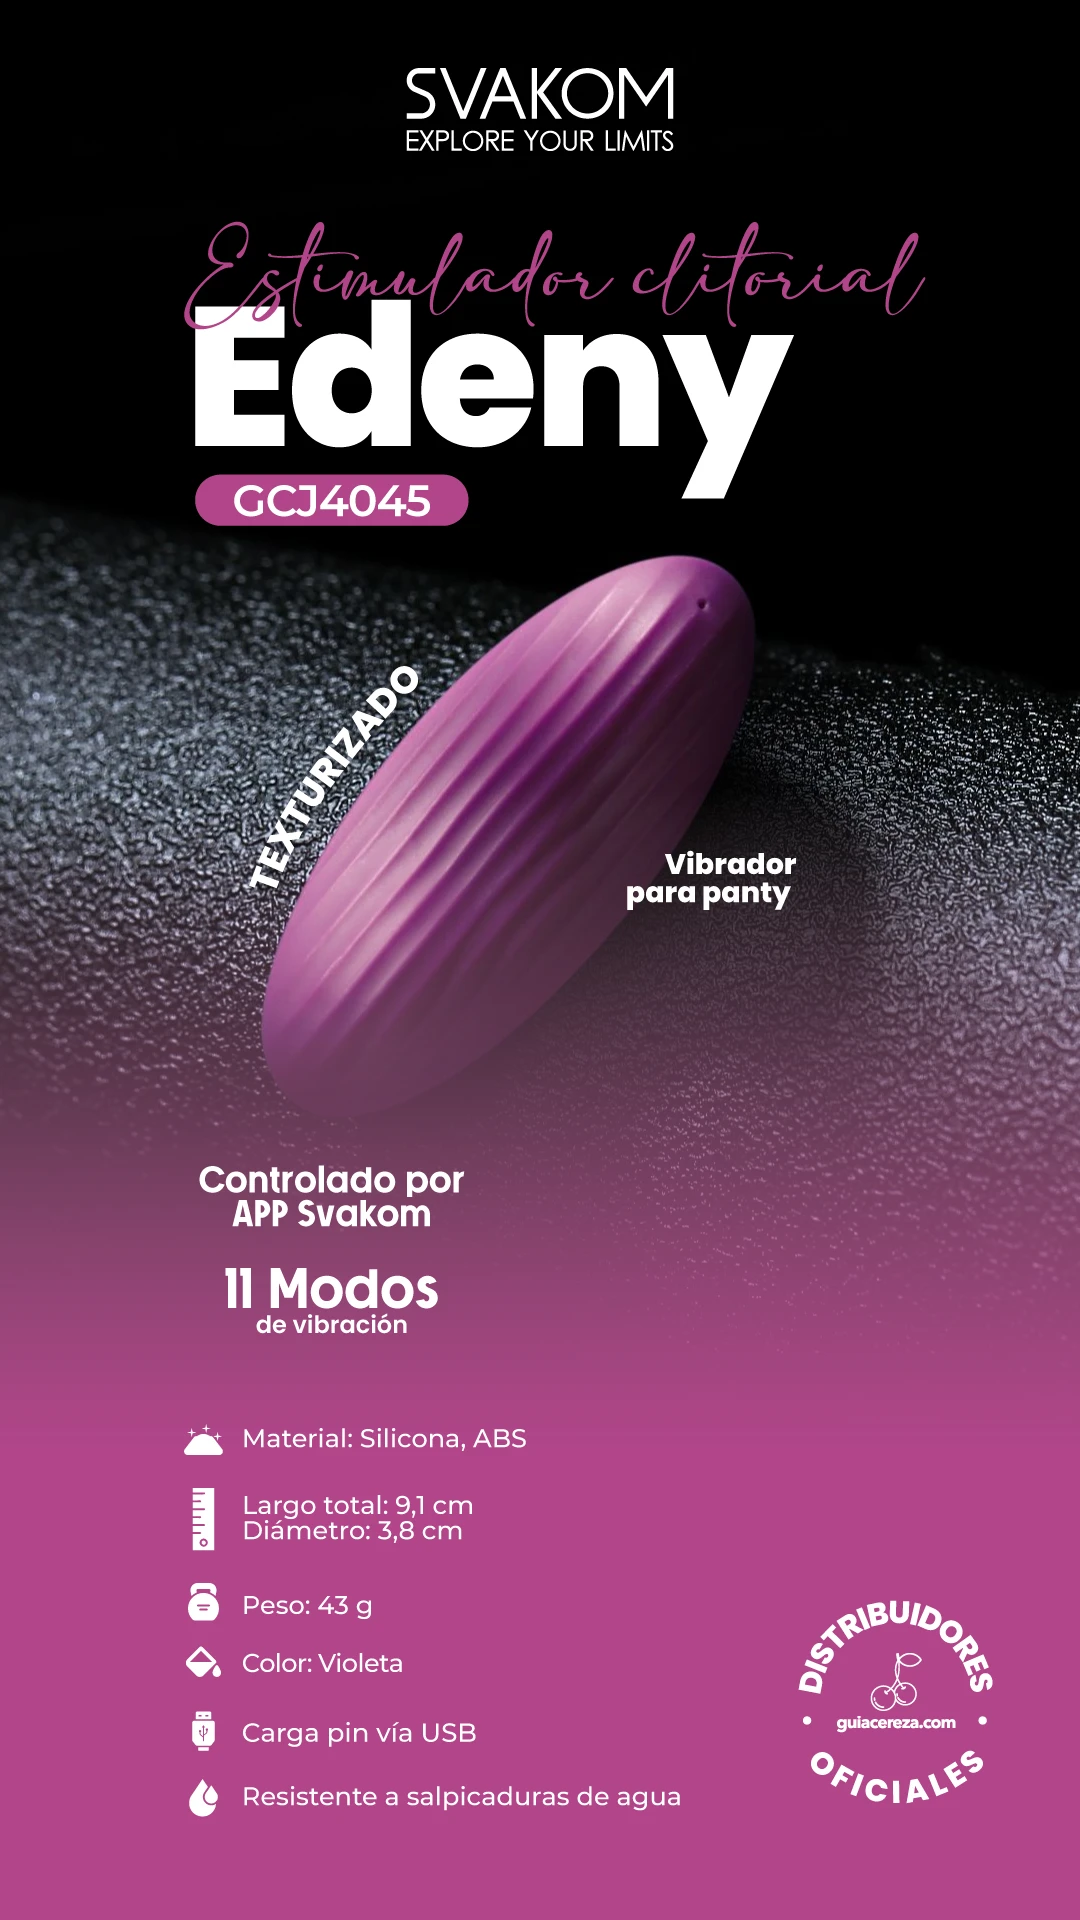 SVAKOM
EXPLORE YOUR LIMITS
Estimulador clitorial
Edeny
GCJ4045
TEXTURIZADO
Vibrador
para panty
Controlado por
APP Svakom
11 Modos
de vibración
Material: Silicona, ABS
Largo total: 9,1 cm
Diámetro: 3,8 cm
Peso: 43 g
Color: Violeta
Carga pin vía USB
Resistente a salpicaduras de agua
DISTRIBUIDORES
guiacereza.com
OFICIALES